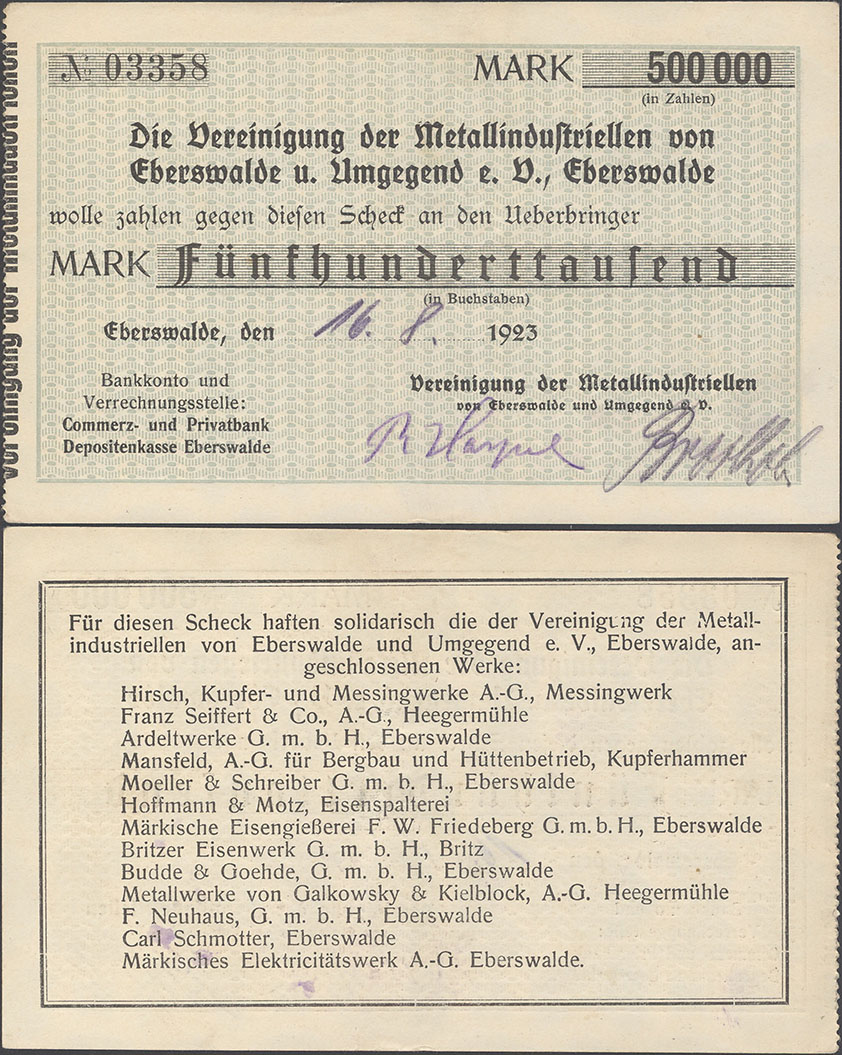 № 03358
MARK 500 000
(in Zahlen)
Die Vereinigung der Metallindustriellen von
Eberswalde u. Umgegend e. V., Eberswalde
wolle zahlen gegen diesen Scheck an den Ueberbringer
MARK Fünfhunderttausend
(in Buchstaben)
Eberswalde, den 16. 8. 1923
Bankkonto und
Verrechnungsstelle:
Commerz- und Privatbank
Depositenkasse Eberswalde
Vereinigung der Metallindustriellen
von Eberswalde und Umgegend e. V.
Für diesen Scheck haften solidarisch die der Vereinigung der Metall-
industriellen von Eberswalde und Umgegend e. V., Eberswalde, an-
geschlossenen Werke:
Hirsch, Kupfer- und Messingwerke A.-G., Messingwerk
Franz Seiffert & Co., A.-G., Heegermühle
Ardeltwerke G. m. b. H., Eberswalde
Mansfeld, A.-G. für Bergbau und Hüttenbetrieb, Kupferhammer
Moeller & Schreiber G. m. b. H., Eberswalde
Hoffmann & Motz, Eisenspalterei
Märkische Eisengießerei F. W. Friedeberg G. m. b. H., Eberswalde
Britzer Eisenwerk G. m. b. H., Britz
Budde & Goehde, G. m. b. H., Eberswalde
Metallwerke von Galkowsky & Kielblock, A.-G. Heegermühle
F. Neuhaus, G. m. b. H., Eberswalde
Carl Schmotter, Eberswalde
Märkisches Elektricitätswerk A.-G. Eberswalde.